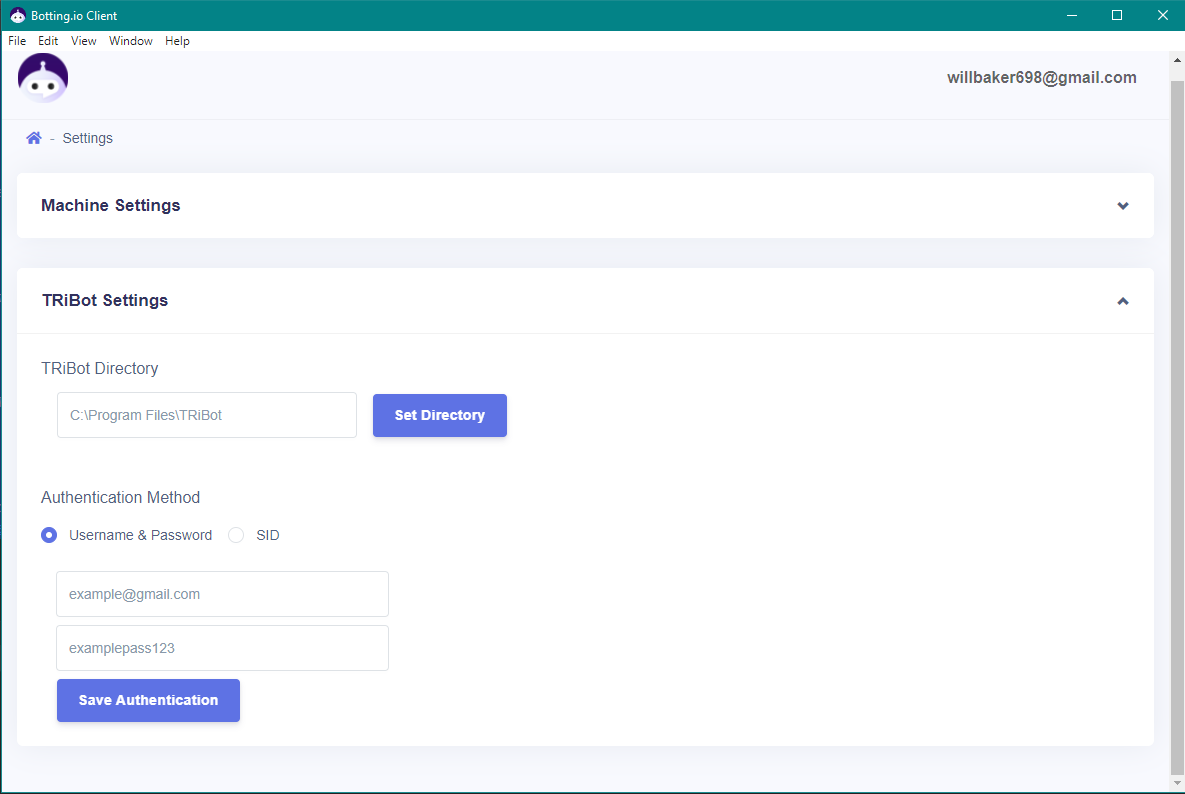 Botting.io Client
File Edit View Window Help
willbaker698@gmail.com
- Settings
Machine Settings
TRiBot Settings
TRiBot Directory
C:\Program Files\TRiBot Set Directory
Authentication Method
Username & Password SID
example@gmail.com
examplepass123
Save Authentication